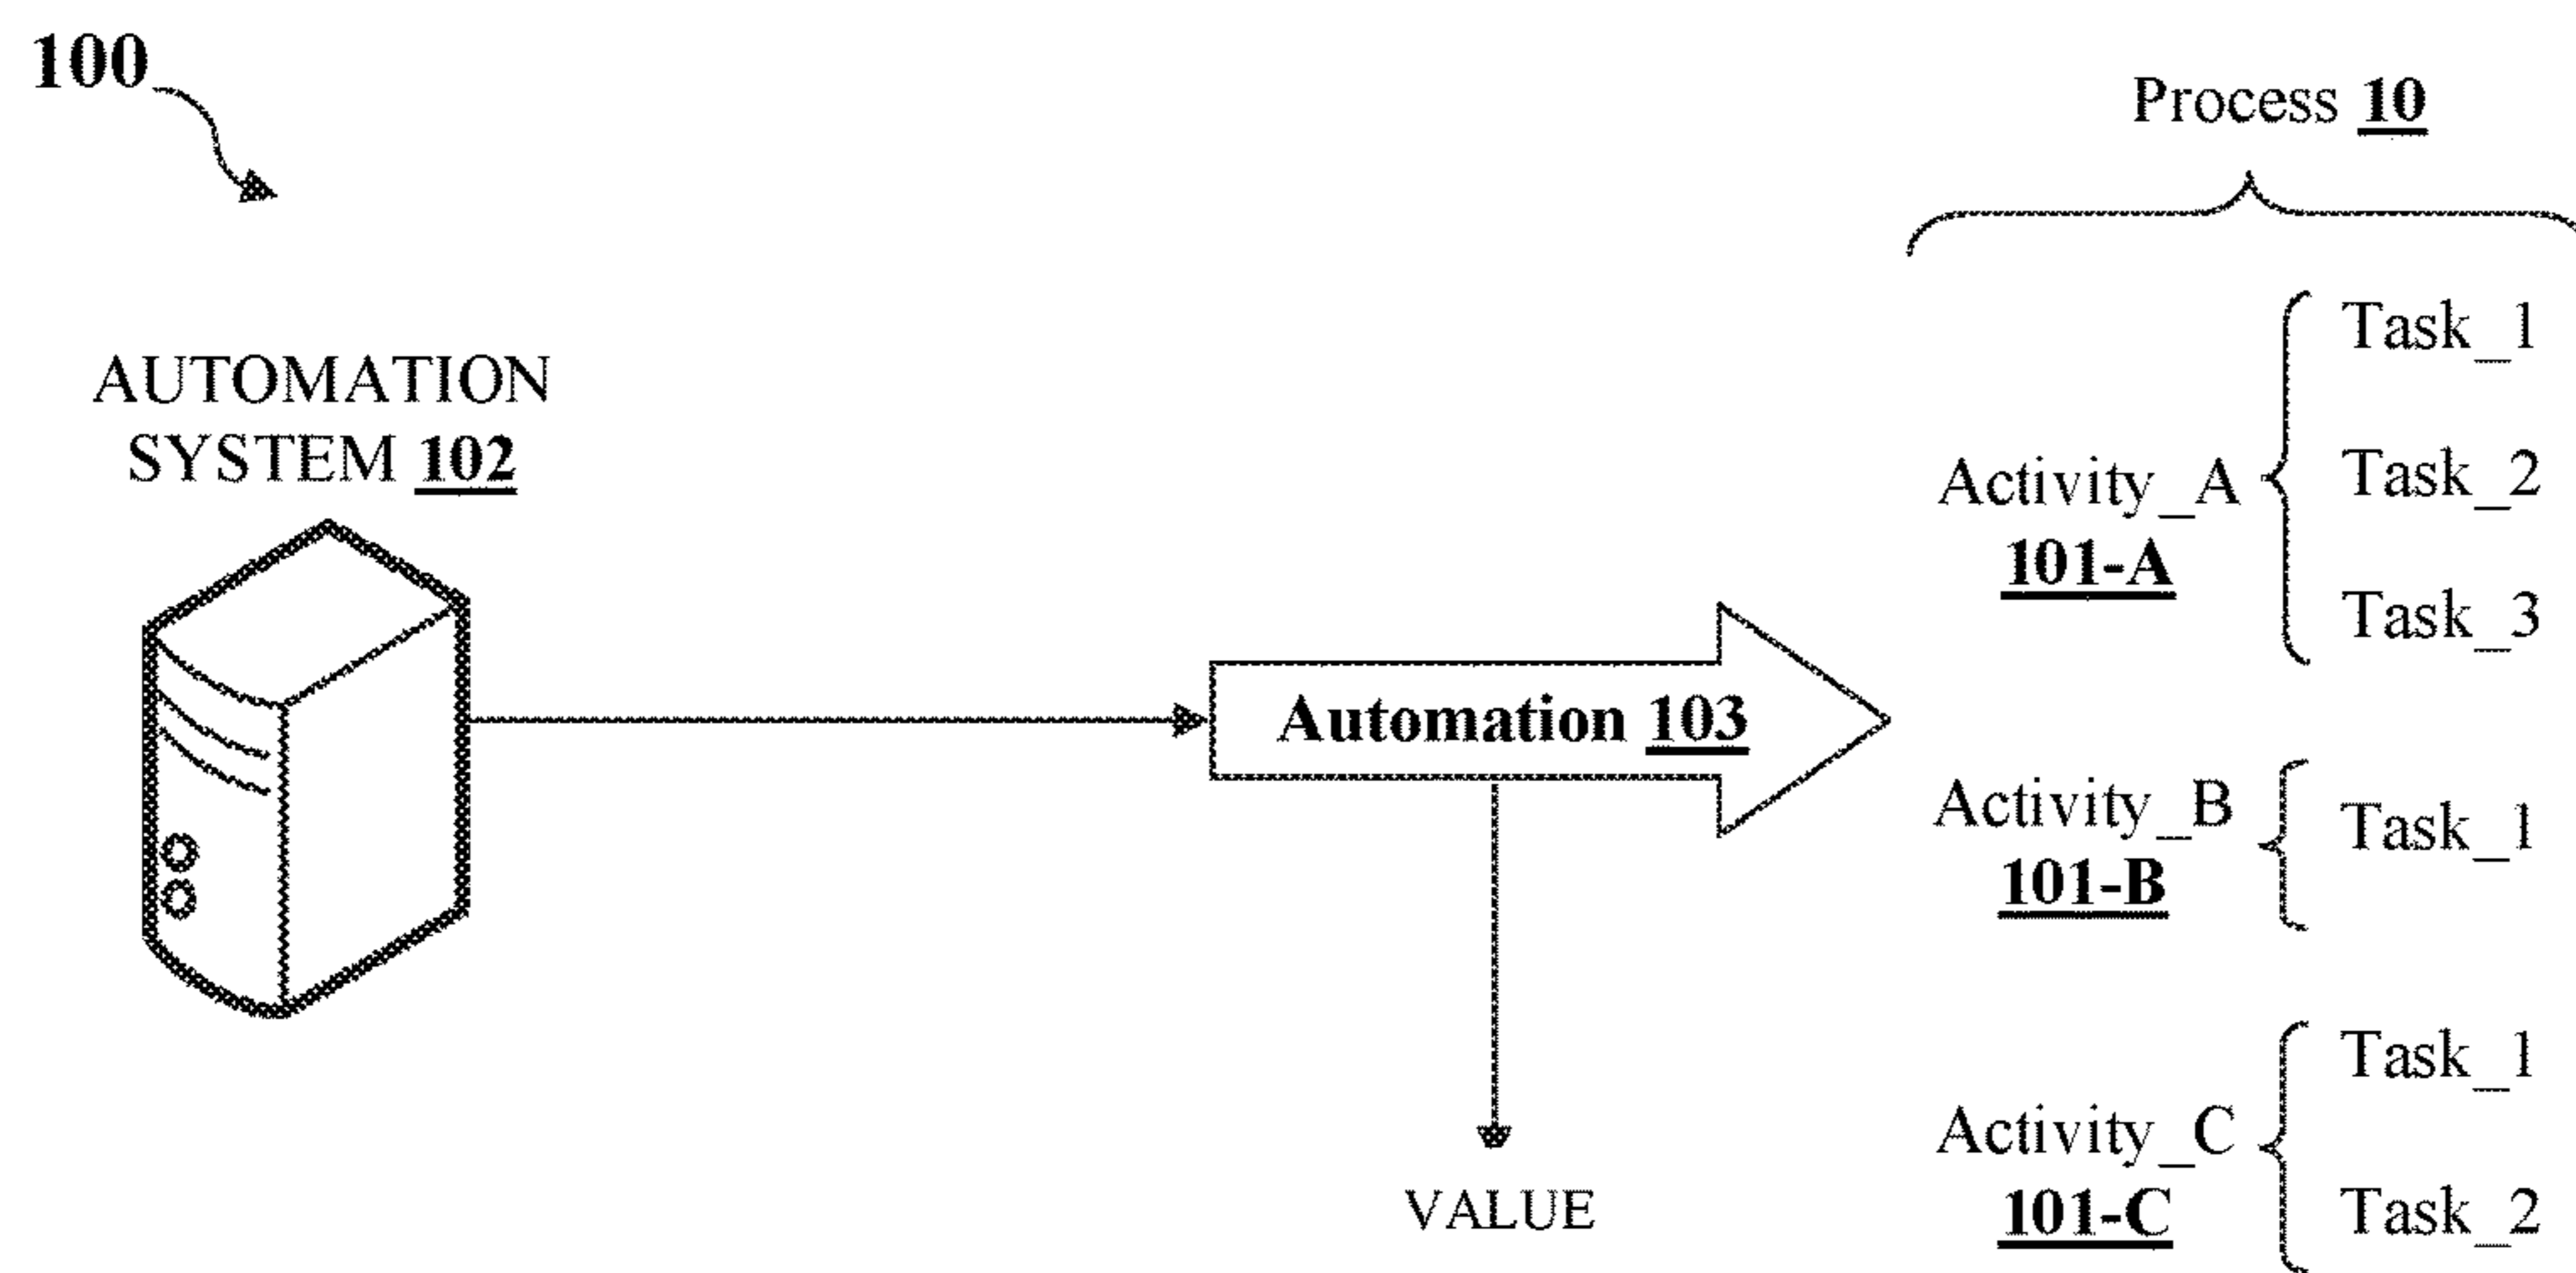 100
Process 10
AUTOMATION
SYSTEM 102
Automation 103
VALUE
Activity_A
101-A
Task_1
Task_2
Task_3
Activity_B
101-B
Task_1
Activity_C
101-C
Task_1
Task_2